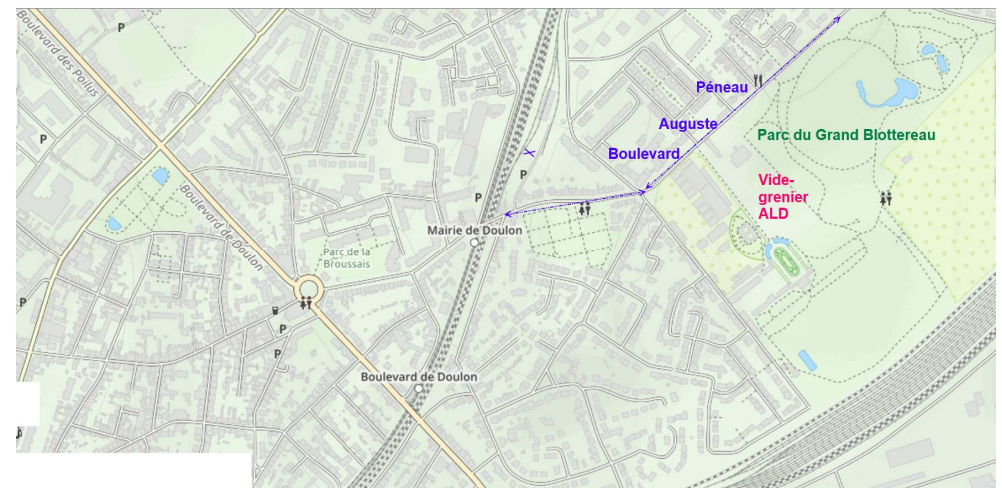 P
Boulevard des Poilus
Péneau
Auguste
Parc du Grand Blottereau
P
Boulevard
P
Vide-
grenier
ALD
P
Boulevard de Doulon
Mairie de Doulon
Parc de la
Broussais
P
P
P
Boulevard de Doulon